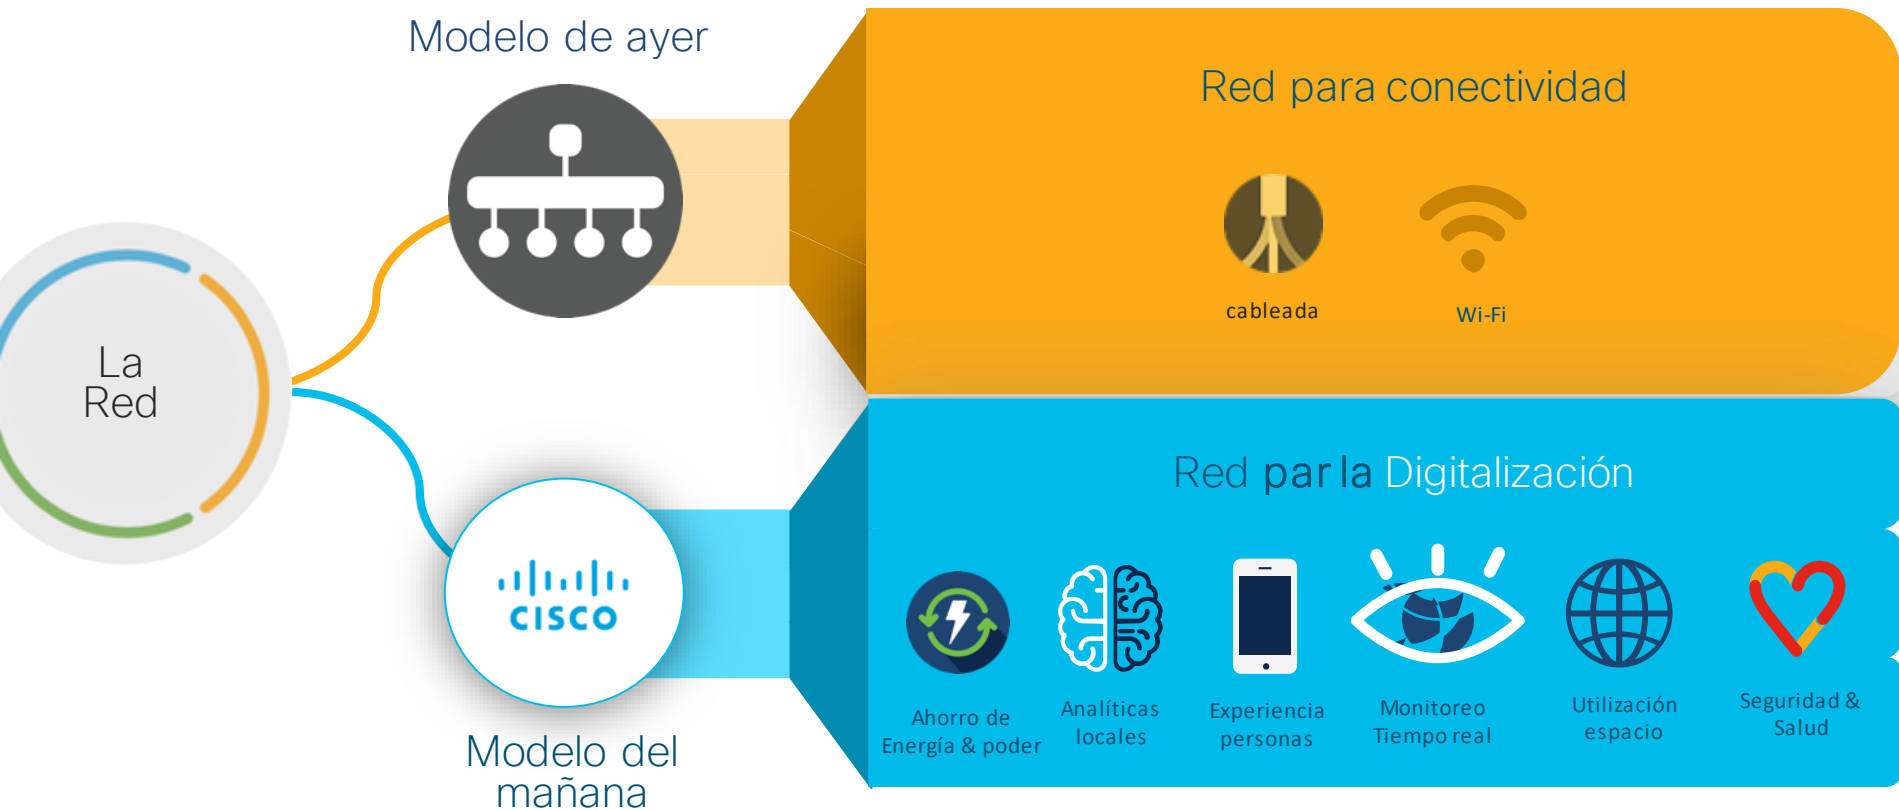 Modelo de ayer
Red para conectividad
cableada
Wi-Fi
La
Red
Red par la Digitalización
CISCO
Ahorro de
Energía & poder
Analíticas
locales
Experiencia
personas
Monitoreo
Tiempo real
Utilización
espacio
Seguridad &
Salud
Modelo del
mañana